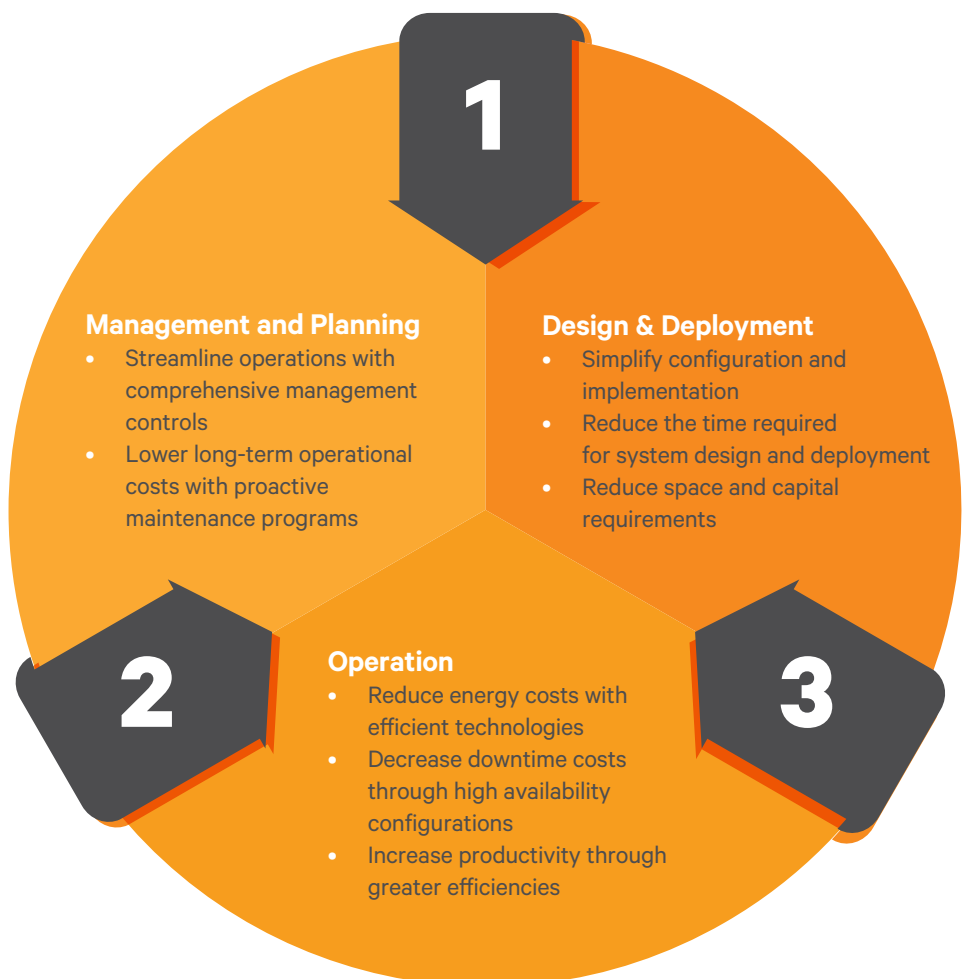 1
Management and Planning
• Streamline operations with
comprehensive management
controls
• Lower long-term operational
costs with proactive
maintenance programs
Design & Deployment
• Simplify configuration and
implementation
• Reduce the time required
for system design and deployment
• Reduce space and capital
requirements
2
Operation
• Reduce energy costs with
efficient technologies
• Decrease downtime costs
through high availability
configurations
• Increase productivity through
greater efficiencies
3